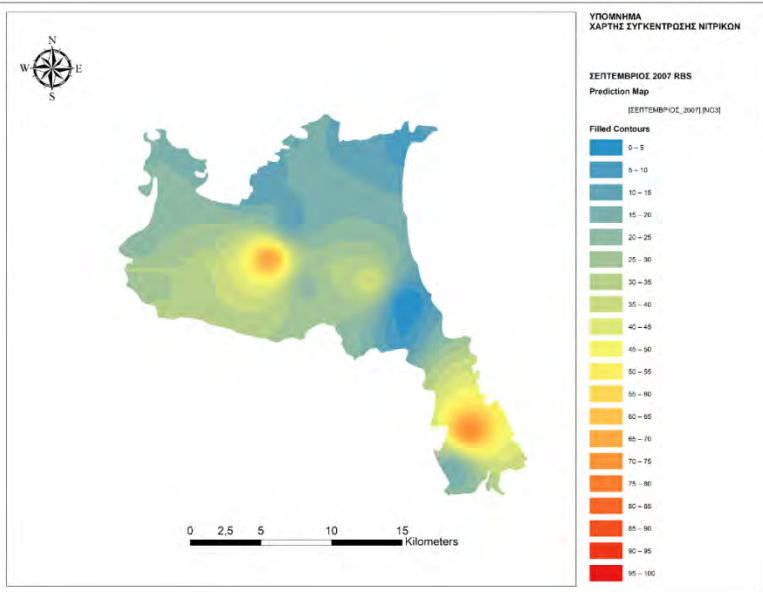 ΥΠΟΜΝΗΜΑ
ΧΑΡΤΗΣ ΣΥΓΚΕΝΤΡΩΣΗΣ ΝΙΤΡΙΚΩΝ
ΣΕΠΤΕΜΒΡΙΟΣ 2007 RBS
Prediction Map
[ΣΕΠΤΕΜΒΡΙΟΣ_2007].[NO3]
Filled Contours
0 – 5
5 – 10
10 – 15
15 – 20
20 – 25
25 – 30
30 – 35
35 – 40
40 – 45
45 – 50
50 – 55
55 – 60
60 – 65
65 – 70
70 – 75
75 – 80
80 – 85
85 – 90
90 – 95
95 – 100
N
W E
S
0 2,5 5 10 15
Kilometers